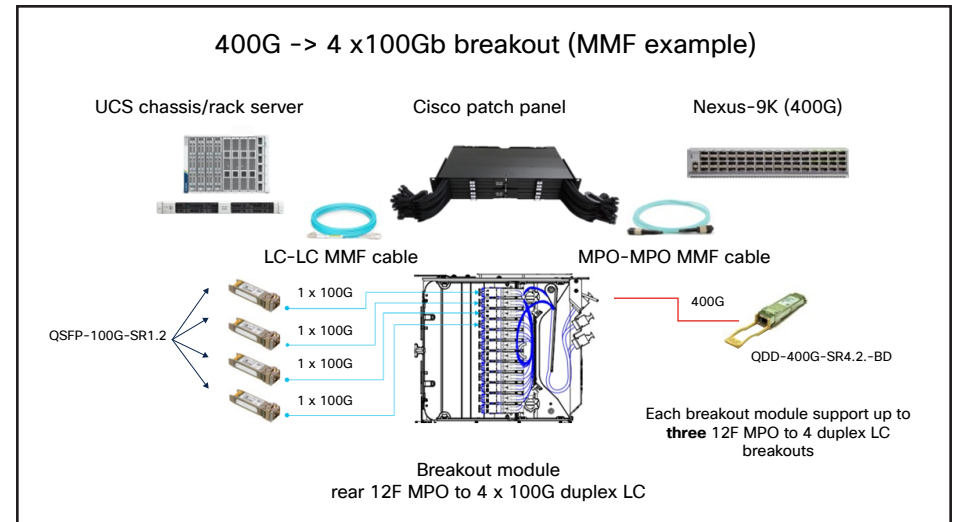 400G -> 4 x100Gb breakout (MMF example)
UCS chassis/rack server
Cisco patch panel
Nexus-9K (400G)
LC-LC MMF cable
MPO-MPO MMF cable
QSFP-100G-SR1.2
1 x 100G
1 x 100G
1 x 100G
1 x 100G
400G
QDD-400G-SR4.2.-BD
Each breakout module support up to
three 12F MPO to 4 duplex LC
breakouts
Breakout module
rear 12F MPO to 4 x 100G duplex LC